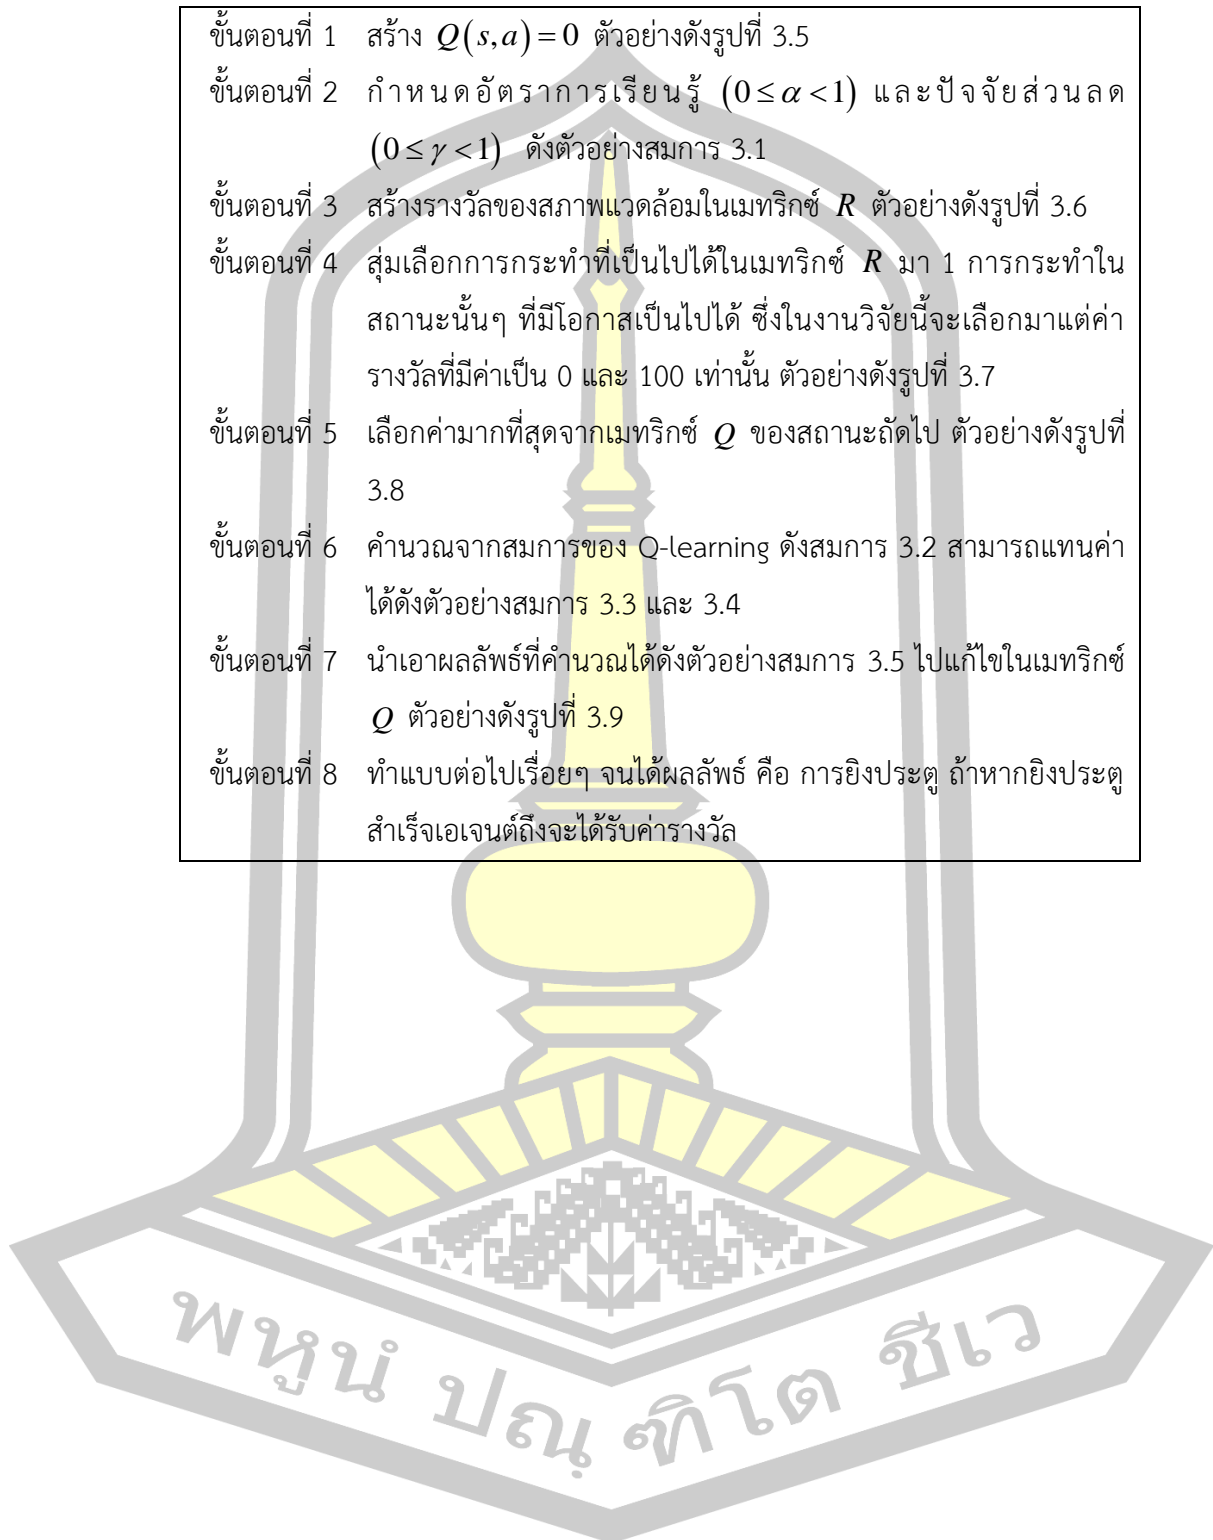 ขั้นตอนที่ 1 สร้าง Q(s,a)=0 ตัวอย่างดังรูปที่ 3.5
ขั้นตอนที่ 2 กำหนดอัตราการเรียนรู้ (0≤α<1) และปัจจัยส่วนลด
(0≤γ<1) ดังตัวอย่างสมการ 3.1
ขั้นตอนที่ 3 สร้างรางวัลของสภาพแวดล้อมในเมทริกซ์ R ตัวอย่างดังรูปที่ 3.6
ขั้นตอนที่ 4 สุ่มเลือกการกระทำที่เป็นไปได้ในเมทริกซ์ R มา 1 การกระทำใน
สถานะนั้นๆ ที่มีโอกาสเป็นไปได้ ซึ่งในงานวิจัยนี้จะเลือกมาแต่ค่า
รางวัลที่มีค่าเป็น 0 และ 100 เท่านั้น ตัวอย่างดังรูปที่ 3.7
ขั้นตอนที่ 5 เลือกค่ามากที่สุดจากเมทริกซ์ Q ของสถานะถัดไป ตัวอย่างดังรูปที่
3.8
ขั้นตอนที่ 6 คำนวณจากสมการของ Q-learning ดังสมการ 3.2 สามารถแทนค่า
ได้ดังตัวอย่างสมการ 3.3 และ 3.4
ขั้นตอนที่ 7 นำเอาผลลัพธ์ที่คำนวณได้ดังตัวอย่างสมการ 3.5 ไปแก้ไขในเมทริกซ์
Q ตัวอย่างดังรูปที่ 3.9
ขั้นตอนที่ 8 ทำแบบต่อไปเรื่อยๆ จนได้ผลลัพธ์ คือ การยิงประตู ถ้าหากยิงประตู
สำเร็จเอเจนต์ถึงจะได้รับค่ารางวัล
พหูนํ ปณฺฑิโต ชีเว